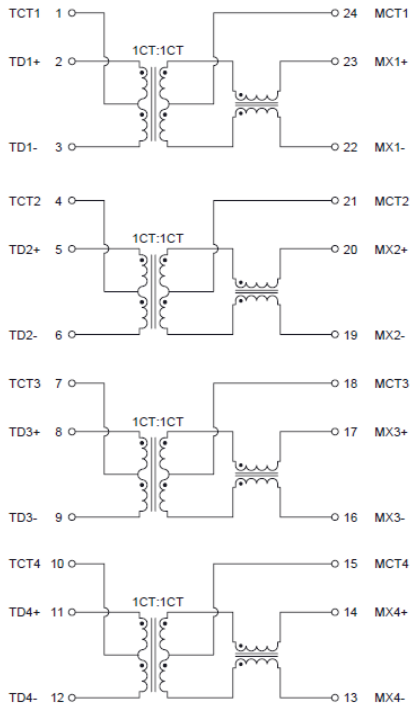 TCT1 1 24 MCT1
1CT:1CT
TD1+ 2 23 MX1+
TD1- 3 22 MX1-
TCT2 4 21 MCT2
1CT:1CT
TD2+ 5 20 MX2+
TD2- 6 19 MX2-
TCT3 7 18 MCT3
1CT:1CT
TD3+ 8 17 MX3+
TD3- 9 16 MX3-
TCT4 10 15 MCT4
1CT:1CT
TD4+ 11 14 MX4+
TD4- 12 13 MX4-